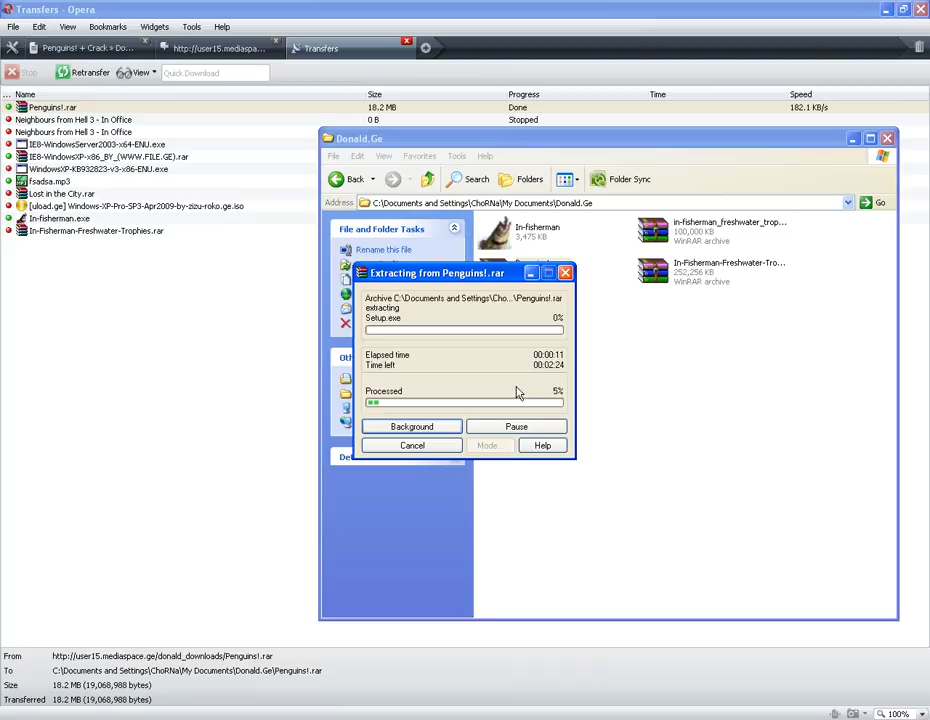 Transfers - Opera
File Edit View Bookmarks Widgets Tools Help
Penguins! + Crack » Do... http://user15.mediaspa... Transfers
Stop Retransfer View Quick Download
... Name Size Progress Time Speed
Penguins!.rar 18.2 MB Done 182.1 KB/s
Neighbours from Hell 3 - In Office 0 B Stopped
Neighbours from Hell 3 - In Office
IE8-WindowsServer2003-x64-ENU.exe
IE8-WindowsXP-x86_BY_(WWW.FILE.GE).rar
WindowsXP-KB932823-v3-x86-ENU.exe
fsadsa.mp3
Lost in the City.rar
[uload.ge] Windows-XP-Pro-SP3-Apr2009-by-zizu-roko.ge.iso
In-fisherman.exe
In-Fisherman-Freshwater-Trophies.rar
Donald.Ge
File Edit View Favorites Tools Help
Back Search Folders Folder Sync
Address C:\Documents and Settings\ChoRNa\My Documents\Donald.Ge Go
File and Folder Tasks
Rename this file
Oth
Det
In-fisherman
3,475 KB
in-fisherman_freshwater_trop...
100,000 KB
WinRAR archive
In-Fisherman-Freshwater-Tro...
252,256 KB
WinRAR archive
Extracting from Penguins!.rar
Archive C:\Documents and Settings\Cho...\Penguins!.rar
extracting
Setup.exe 0%
Elapsed time 00:00:11
Time left 00:02:24
Processed 5%
Background Pause
Cancel Mode... Help
From http://user15.mediaspace.ge/donald_downloads/Penguins!.rar
To C:\Documents and Settings\ChoRNa\My Documents\Donald.Ge\Penguins!.rar
Size 18.2 MB (19,068,988 bytes)
Transferred 18.2 MB (19,068,988 bytes)
100%